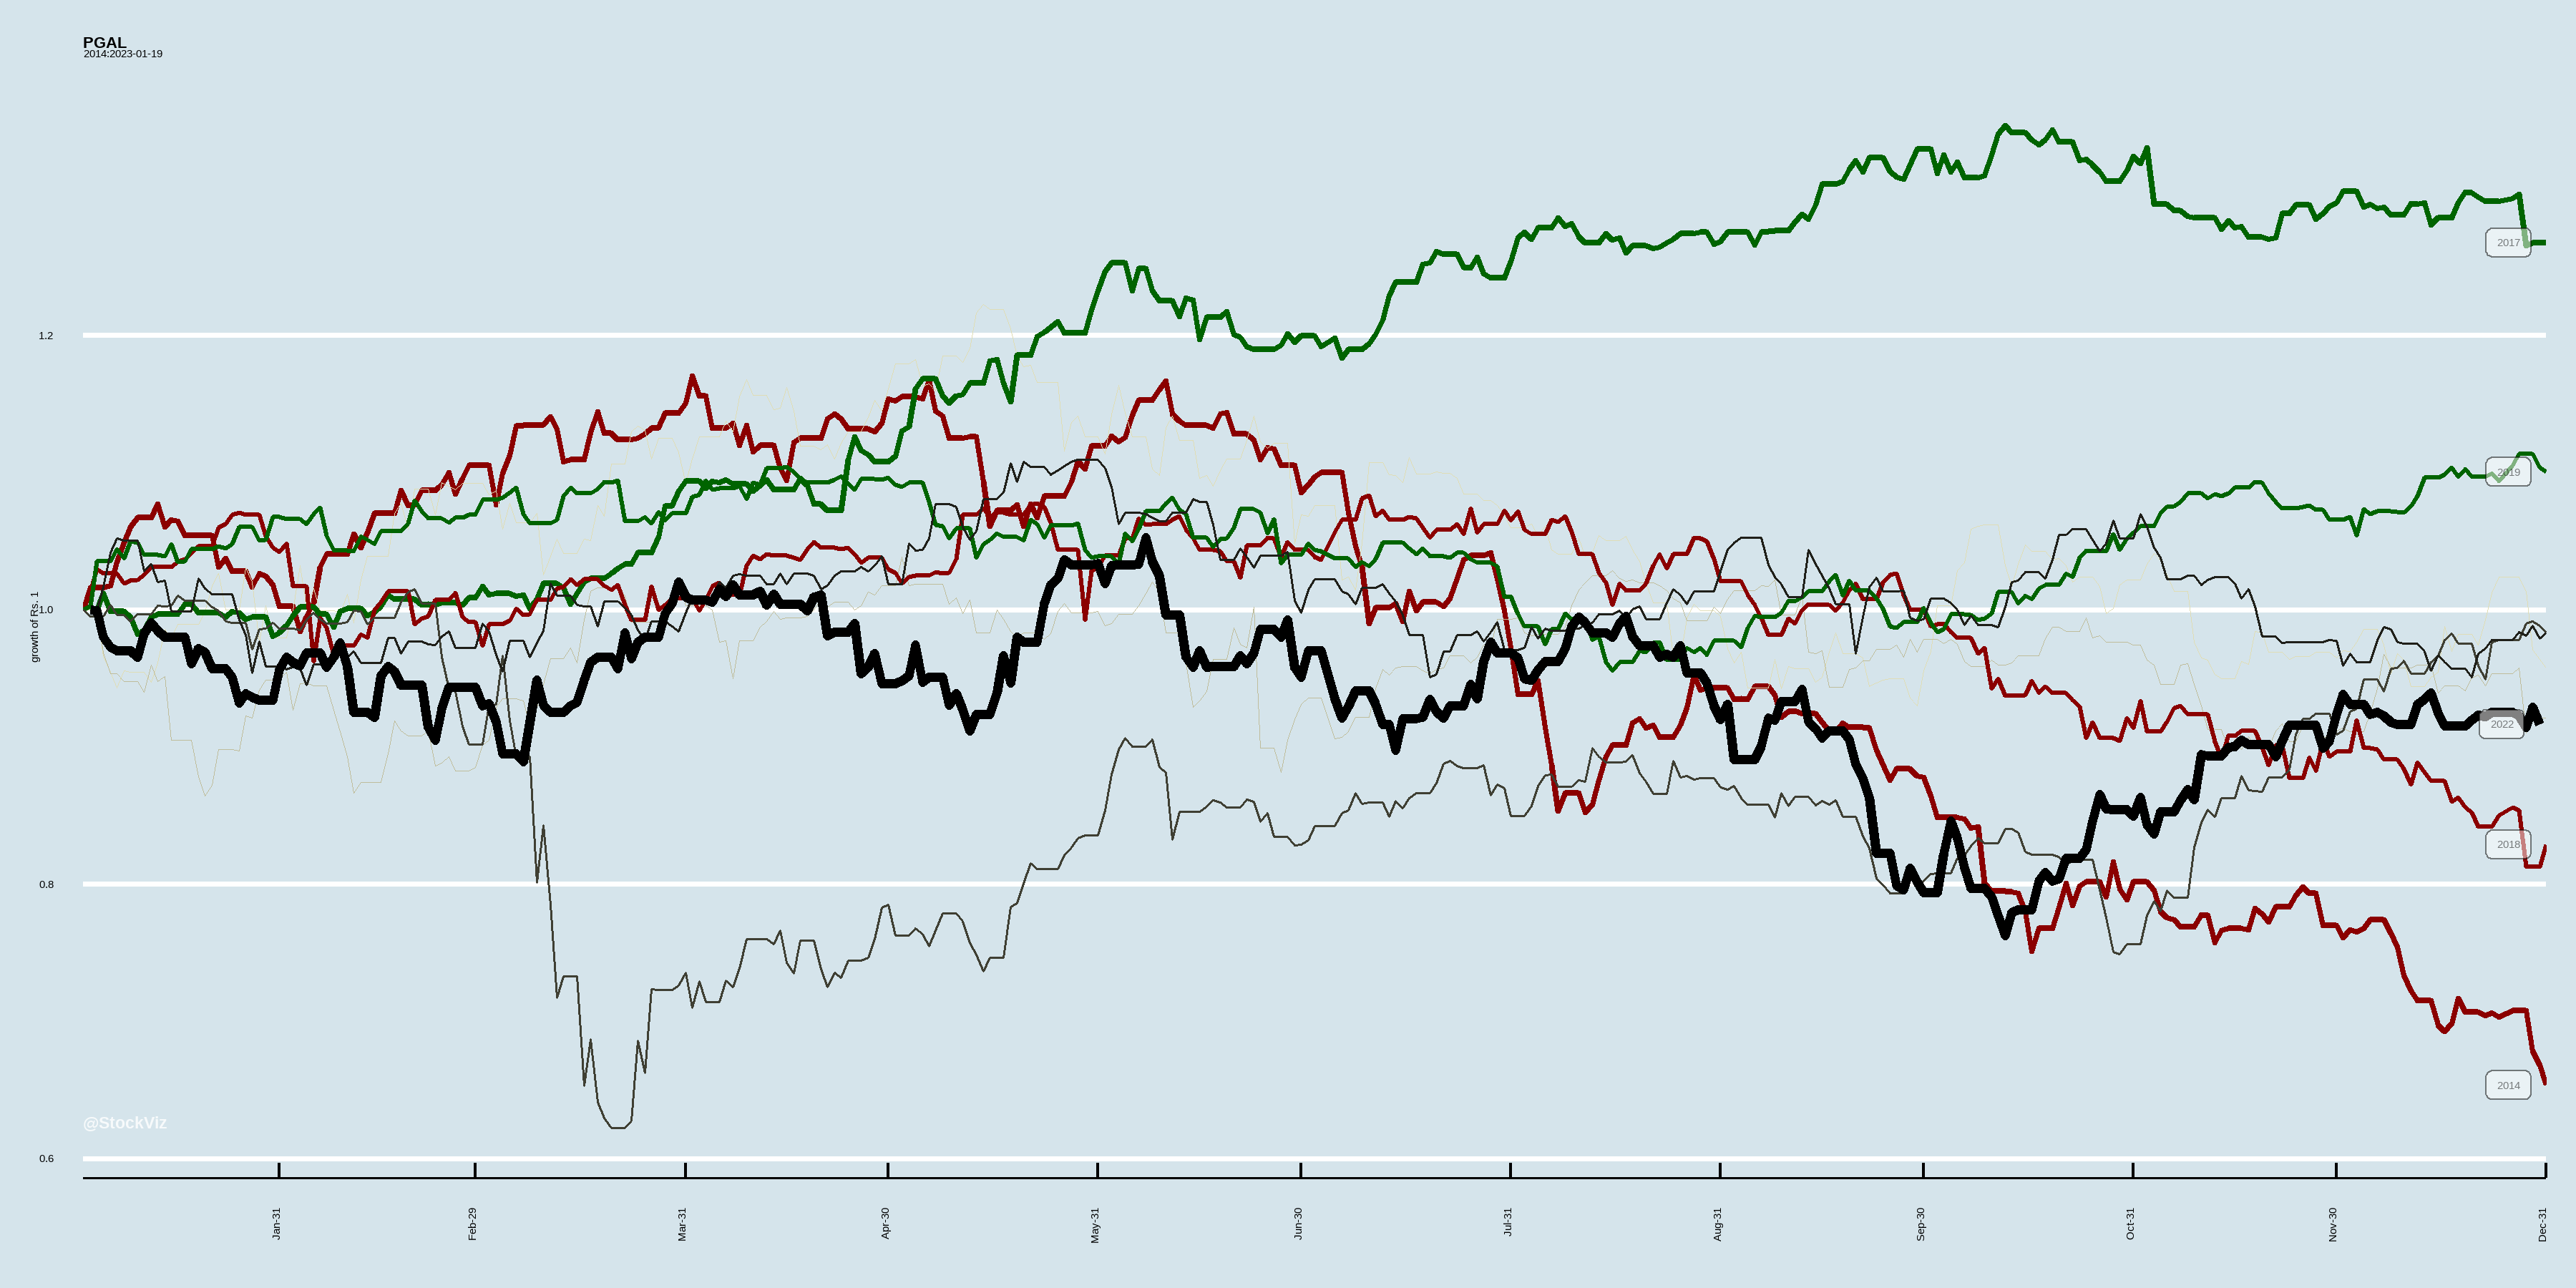 PGAL
2014:2023-01-19
2017
1.2
2019
1.0
growth of Rs. 1
2022
2018
0.8
2014
@StockViz
0.6
Jan-31
Feb-29
Mar-31
Apr-30
May-31
Jun-30
Jul-31
Aug-31
Sep-30
Oct-31
Nov-30
Dec-31